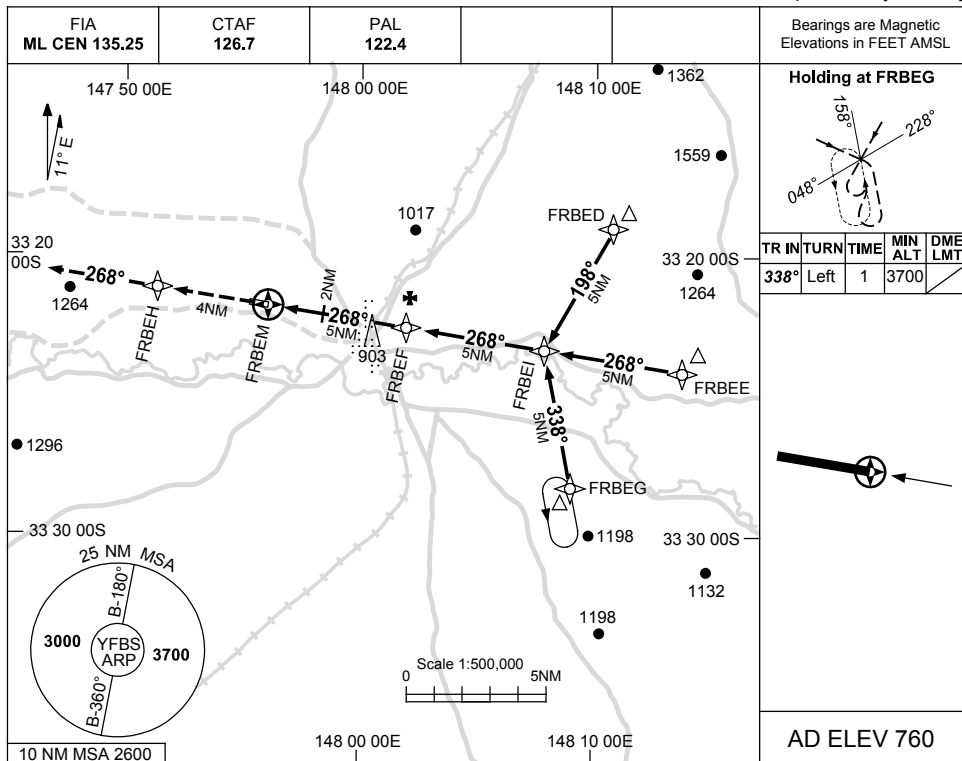 FIA
ML CEN 135.25
CTAF
126.7
PAL
122.4
Bearings are Magnetic
Elevations in FEET AMSL
147 50 00E
148 00 00E
148 10 00E
1362
11° E
1559
1017
FRBED
33 20
00S
33 20 00S
1264
1264
268°
4NM
2NM
268°
5NM
903
198°
5NM
268°
5NM
268°
5NM
FRBEH
FRBEM
FRBEF
FRBEI
FRBEE
338°
5NM
1296
FRBEG
33 30 00S
1198
33 30 00S
1132
1198
25 NM MSA
B-180°
3000
YFBS
ARP
3700
B-360°
Scale 1:500,000
0
5NM
10 NM MSA 2600
148 00 00E
148 10 00E
Holding at FRBEG
158°
228°
048°
TR IN TURN TIME MIN ALT DME LMT
338° Left 1 3700
AD ELEV 760